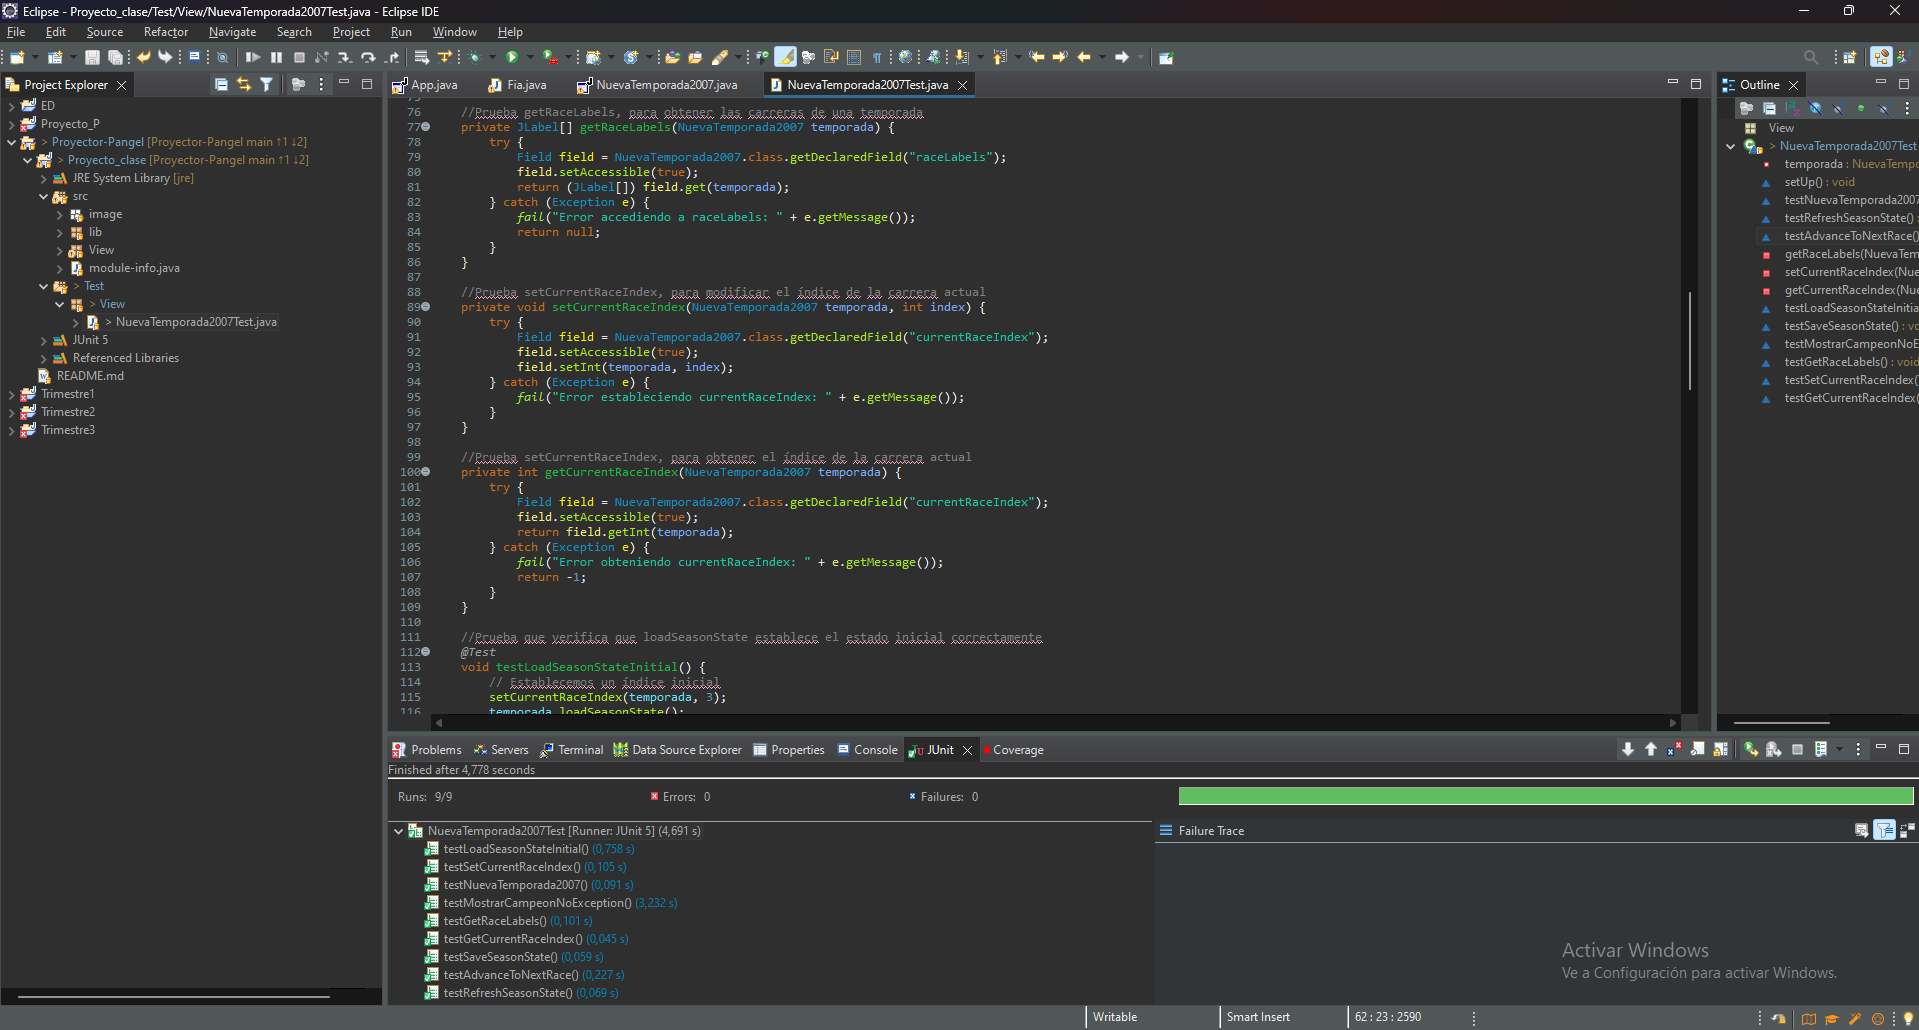 Eclipse - Proyecto_clase/Test/View/NuevaTemporada2007Test.java - Eclipse IDE
File Edit Source Refactor Navigate Search Project Run Window Help
Project Explorer
App.java Fia.java NuevaTemporada2007.java NuevaTemporada2007Test.java
Outline
ED
Proyecto_P
> Proyector-Pangel [Proyector-Pangel main ↑1 ↓2]
> Proyecto_clase [Proyector-Pangel main ↑1 ↓2]
JRE System Library [jre]
src
image
lib
View
module-info.java
> Test
> View
> NuevaTemporada2007Test.java
JUnit 5
Referenced Libraries
README.md
Trimestre1
Trimestre2
Trimestre3
75
76 //Prueba getRaceLabels, para obtener las carreras de una temporada
77 private JLabel[] getRaceLabels(NuevaTemporada2007 temporada) {
78 try {
79 Field field = NuevaTemporada2007.class.getDeclaredField("raceLabels");
80 field.setAccessible(true);
81 return (JLabel[]) field.get(temporada);
82 } catch (Exception e) {
83 fail("Error accediendo a raceLabels: " + e.getMessage());
84 return null;
85 }
86 }
87
88 //Prueba setCurrentRaceIndex, para modificar el índice de la carrera actual
89 private void setCurrentRaceIndex(NuevaTemporada2007 temporada, int index) {
90 try {
91 Field field = NuevaTemporada2007.class.getDeclaredField("currentRaceIndex");
92 field.setAccessible(true);
93 field.setInt(temporada, index);
94 } catch (Exception e) {
95 fail("Error estableciendo currentRaceIndex: " + e.getMessage());
96 }
97 }
98
99 //Prueba setCurrentRaceIndex, para obtener el índice de la carrera actual
100 private int getCurrentRaceIndex(NuevaTemporada2007 temporada) {
101 try {
102 Field field = NuevaTemporada2007.class.getDeclaredField("currentRaceIndex");
103 field.setAccessible(true);
104 return field.getInt(temporada);
105 } catch (Exception e) {
106 fail("Error obteniendo currentRaceIndex: " + e.getMessage());
107 return -1;
108 }
109 }
110
111 //Prueba que verifica que loadSeasonState establece el estado inicial correctamente
112 @Test
113 void testLoadSeasonStateInitial() {
114 // Establecemos un índice inicial
115 setCurrentRaceIndex(temporada, 3);
116 temporada.loadSeasonState();
View
> NuevaTemporada2007Test
temporada : NuevaTempo
setUp() : void
testNuevaTemporada2007
testRefreshSeasonState() :
testAdvanceToNextRace()
getRaceLabels(NuevaTem
setCurrentRaceIndex(Nue
getCurrentRaceIndex(Nue
testLoadSeasonStateInitia
testSaveSeasonState() : vo
testMostrarCampeonNoE
testGetRaceLabels() : void
testSetCurrentRaceIndex(
testGetCurrentRaceIndex(
Problems Servers Terminal Data Source Explorer Properties Console JUnit Coverage
Finished after 4,778 seconds
Runs: 9/9 Errors: 0 Failures: 0
NuevaTemporada2007Test [Runner: JUnit 5] (4,691 s)
testLoadSeasonStateInitial() (0,758 s)
testSetCurrentRaceIndex() (0,105 s)
testNuevaTemporada2007() (0,091 s)
testMostrarCampeonNoException() (3,232 s)
testGetRaceLabels() (0,101 s)
testGetCurrentRaceIndex() (0,045 s)
testSaveSeasonState() (0,059 s)
testAdvanceToNextRace() (0,227 s)
testRefreshSeasonState() (0,069 s)
Failure Trace
Activar Windows
Ve a Configuración para activar Windows.
Writable Smart Insert 62 : 23 : 2590